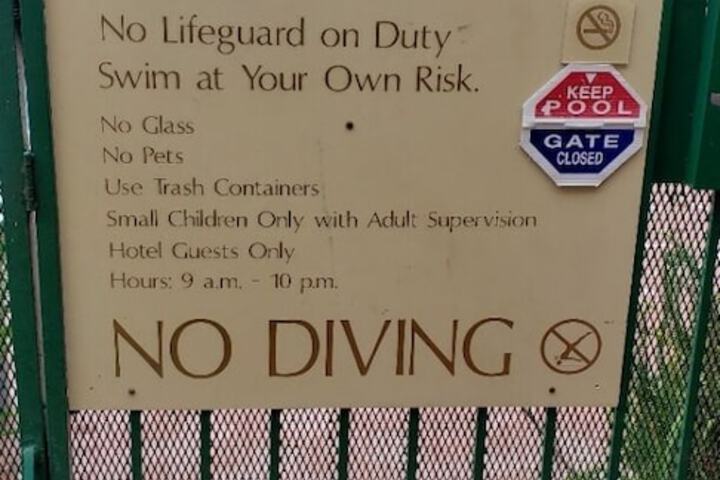 No Lifeguard on Duty
Swim at Your Own Risk.
KEEP
POOL
GATE
CLOSED
No Glass
No Pets
Use Trash Containers
Small Children Only with Adult Supervision
Hotel Guests Only
Hours: 9 a.m. - 10 p.m.
NO DIVING